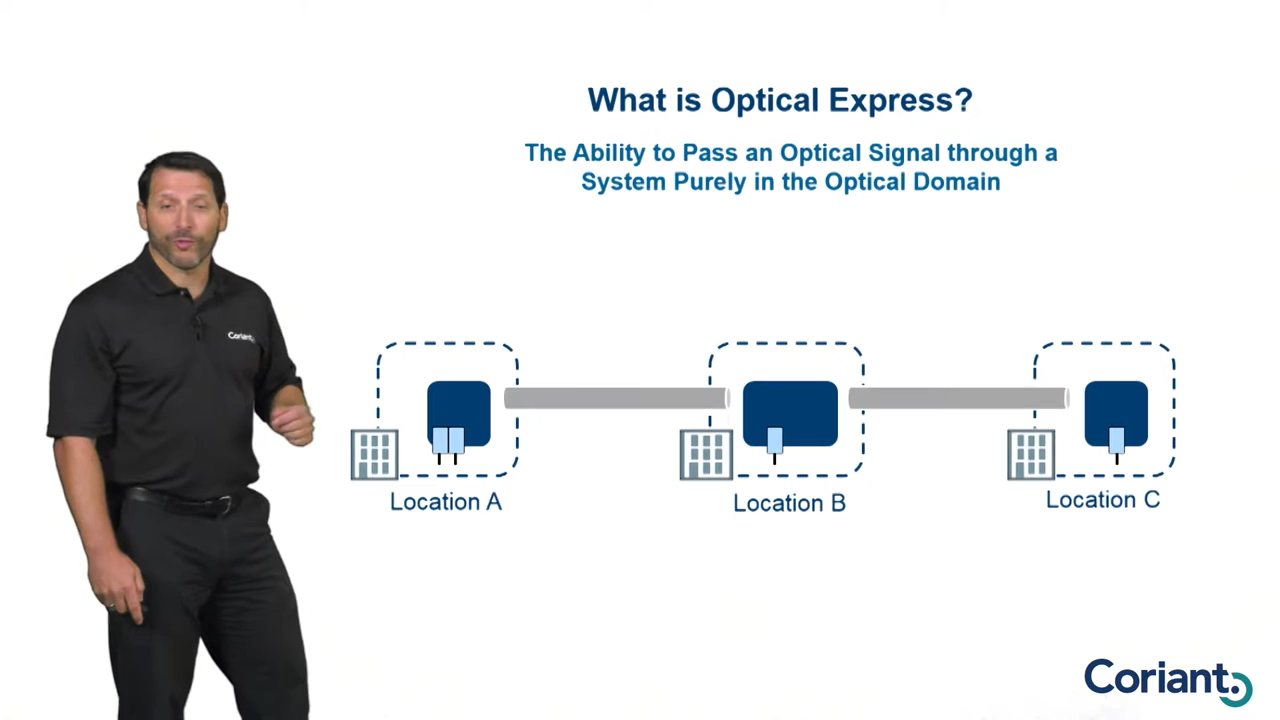 What is Optical Express?
The Ability to Pass an Optical Signal through a
System Purely in the Optical Domain
Coriant
Location A
Location B
Location C
Coriant